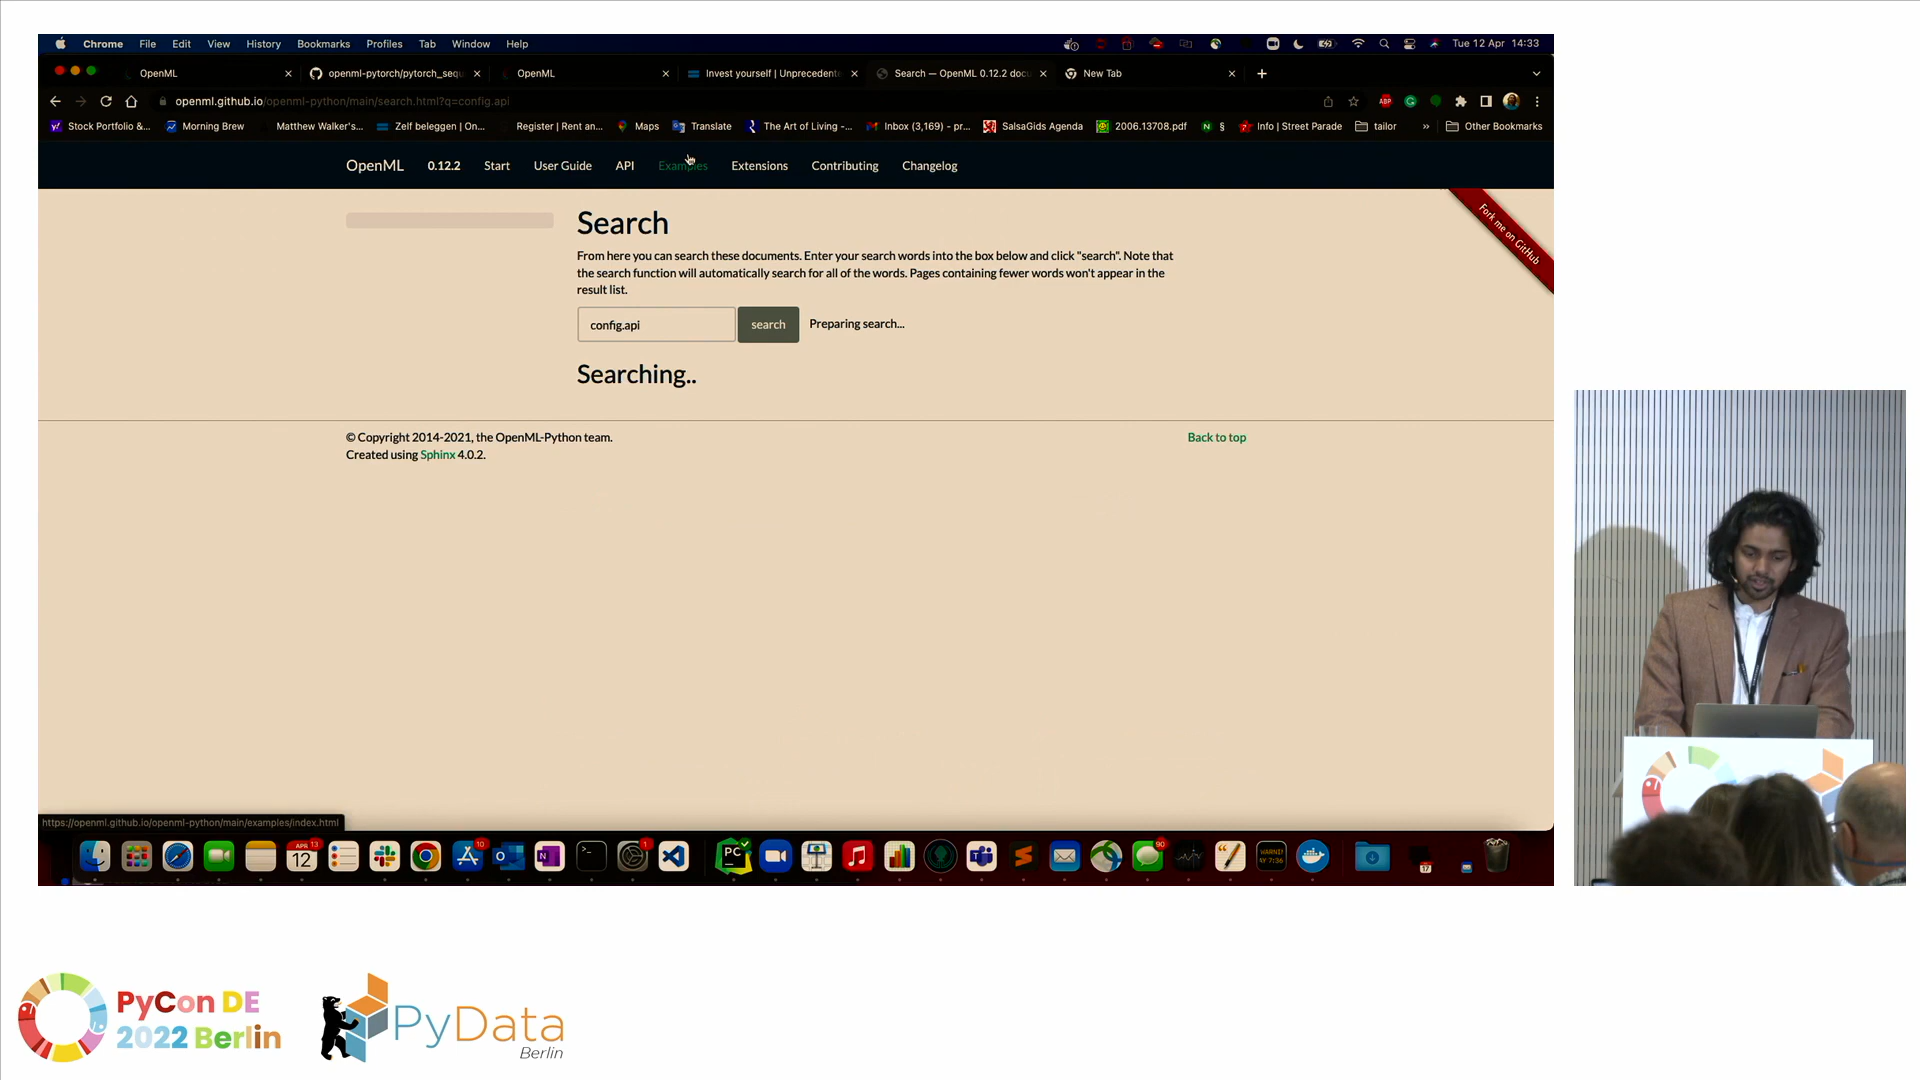 Chrome File Edit View History Bookmarks Profiles Tab Window Help Tue 12 Apr 14:33
OpenML openml-pytorch/pytorch_sequ OpenML Invest yourself | Unprecedent Search — OpenML 0.12.2 docu New Tab
openml.github.io/openml-python/main/search.html?q=config.api
Stock Portfolio &... Morning Brew Matthew Walker's... Zelf beleggen | On... Register | Rent an... Maps Translate The Art of Living -... Inbox (3,169) - pr... SalsaGids Agenda 2006.13708.pdf § Info | Street Parade tailor » Other Bookmarks
OpenML 0.12.2 Start User Guide API Examples Extensions Contributing Changelog
Fork me on GitHub
Search
From here you can search these documents. Enter your search words into the box below and click "search". Note that
the search function will automatically search for all of the words. Pages containing fewer words won't appear in the
result list.
config.api search Preparing search...
Searching..
© Copyright 2014-2021, the OpenML-Python team. Back to top
Created using Sphinx 4.0.2.
https://openml.github.io/openml-python/main/examples/index.html
PyCon DE
2022 Berlin
PyData
Berlin